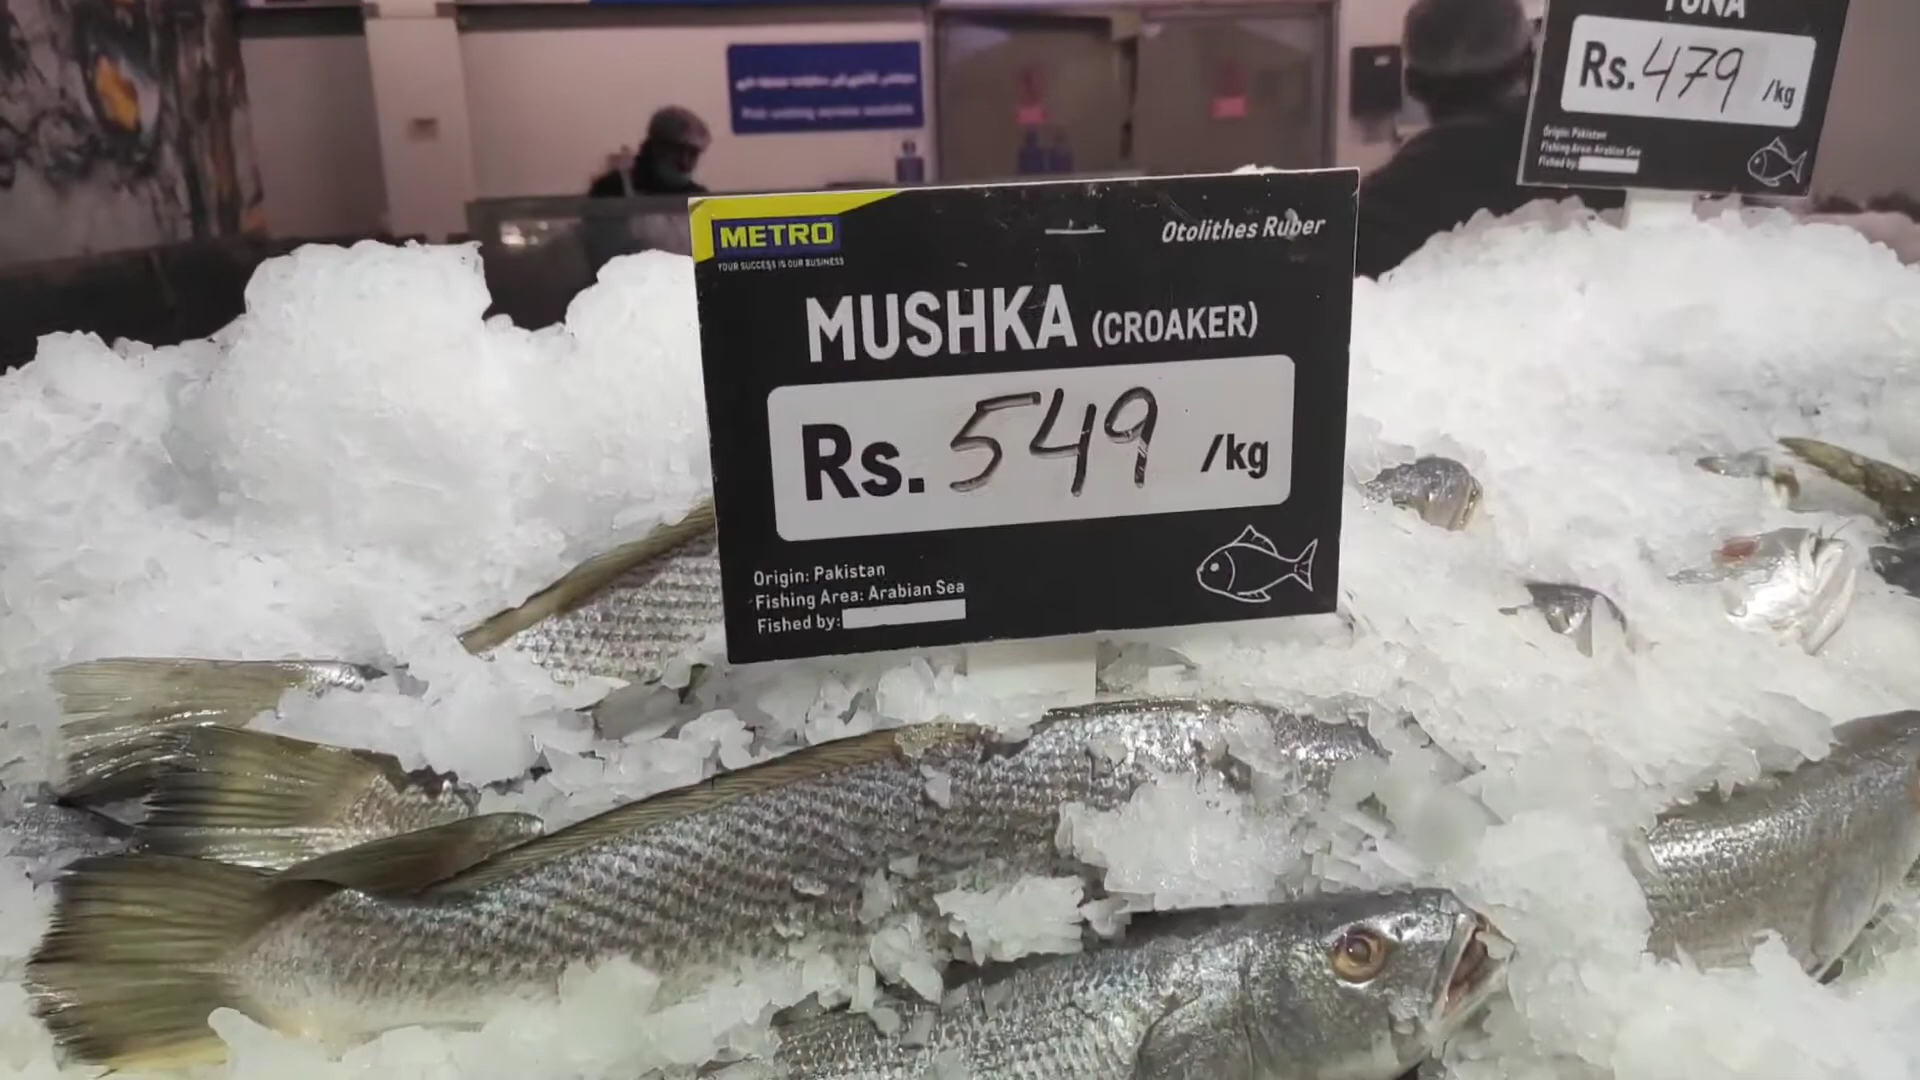 METRO
YOUR SUCCESS IS OUR BUSINESS
Otolithes Ruber
MUSHKA (CROAKER)
Rs. 549 /kg
Origin: Pakistan
Fishing Area: Arabian Sea
Fished by:
TUNA
Rs. 479 /kg
Origin: Pakistan
Fishing Area: Arabian Sea
Fished by: